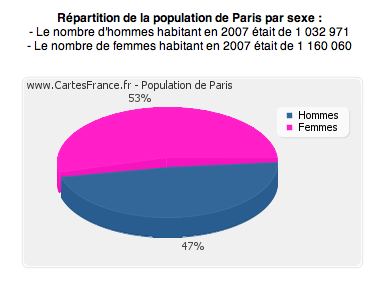 Répartition de la population de Paris par sexe :
- Le nombre d'hommes habitant en 2007 était de 1 032 971
- Le nombre de femmes habitant en 2007 était de 1 160 060
www.CartesFrance.fr - Population de Paris
53%
Hommes
Femmes
47%